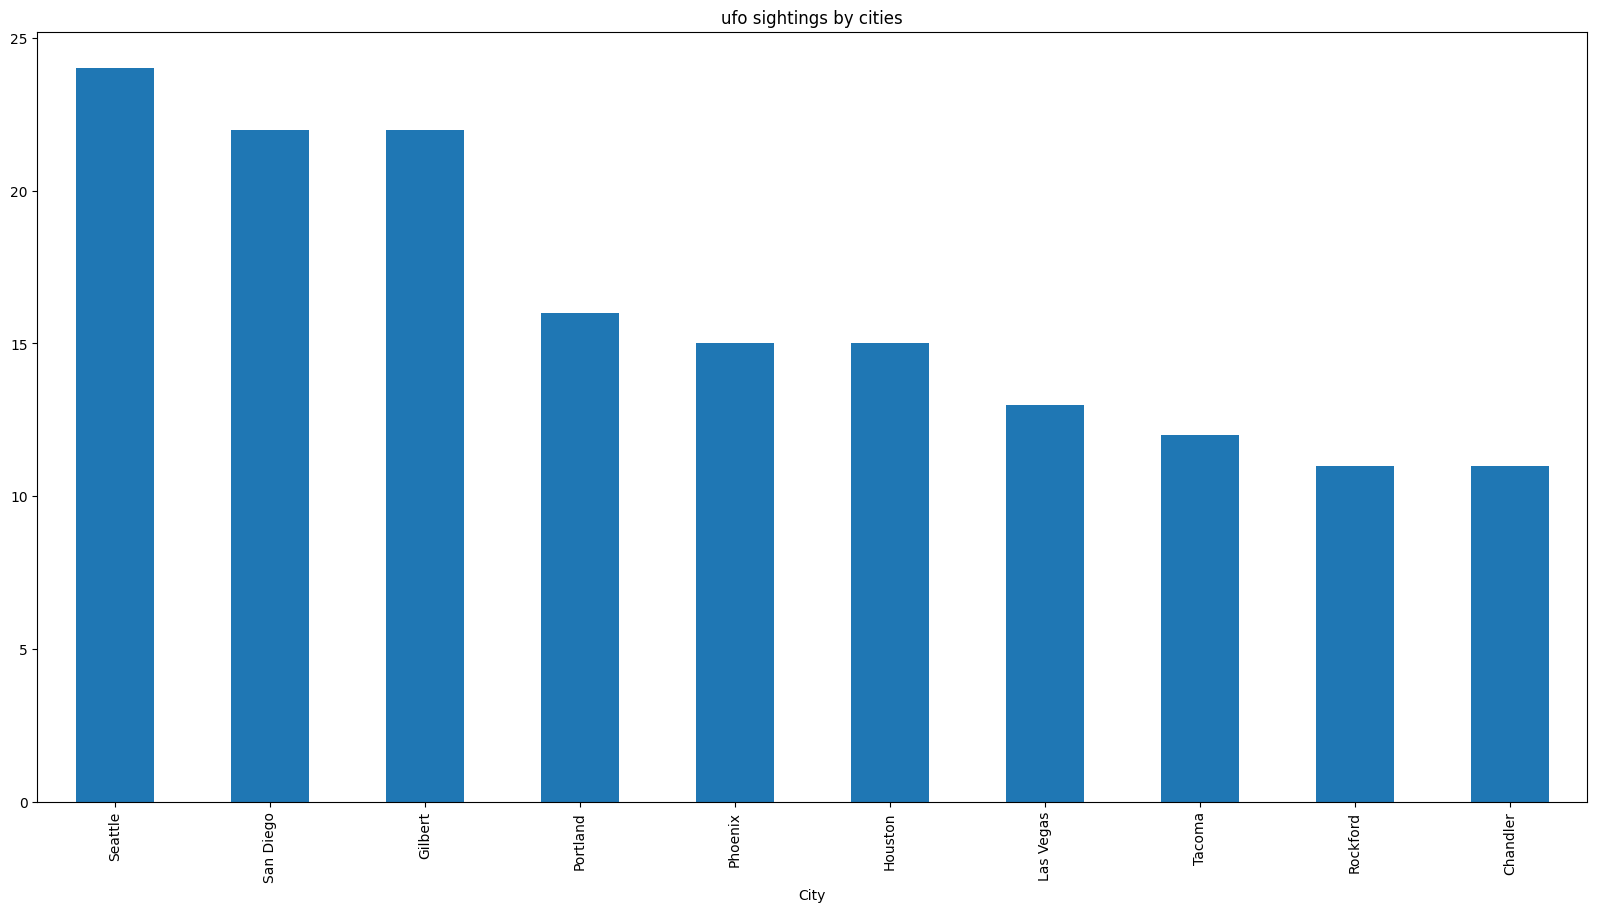 ufo sightings by cities
25
20
15
10
5
0
Seattle
San Diego
Gilbert
Portland
Phoenix
Houston
Las Vegas
Tacoma
Rockford
Chandler
City